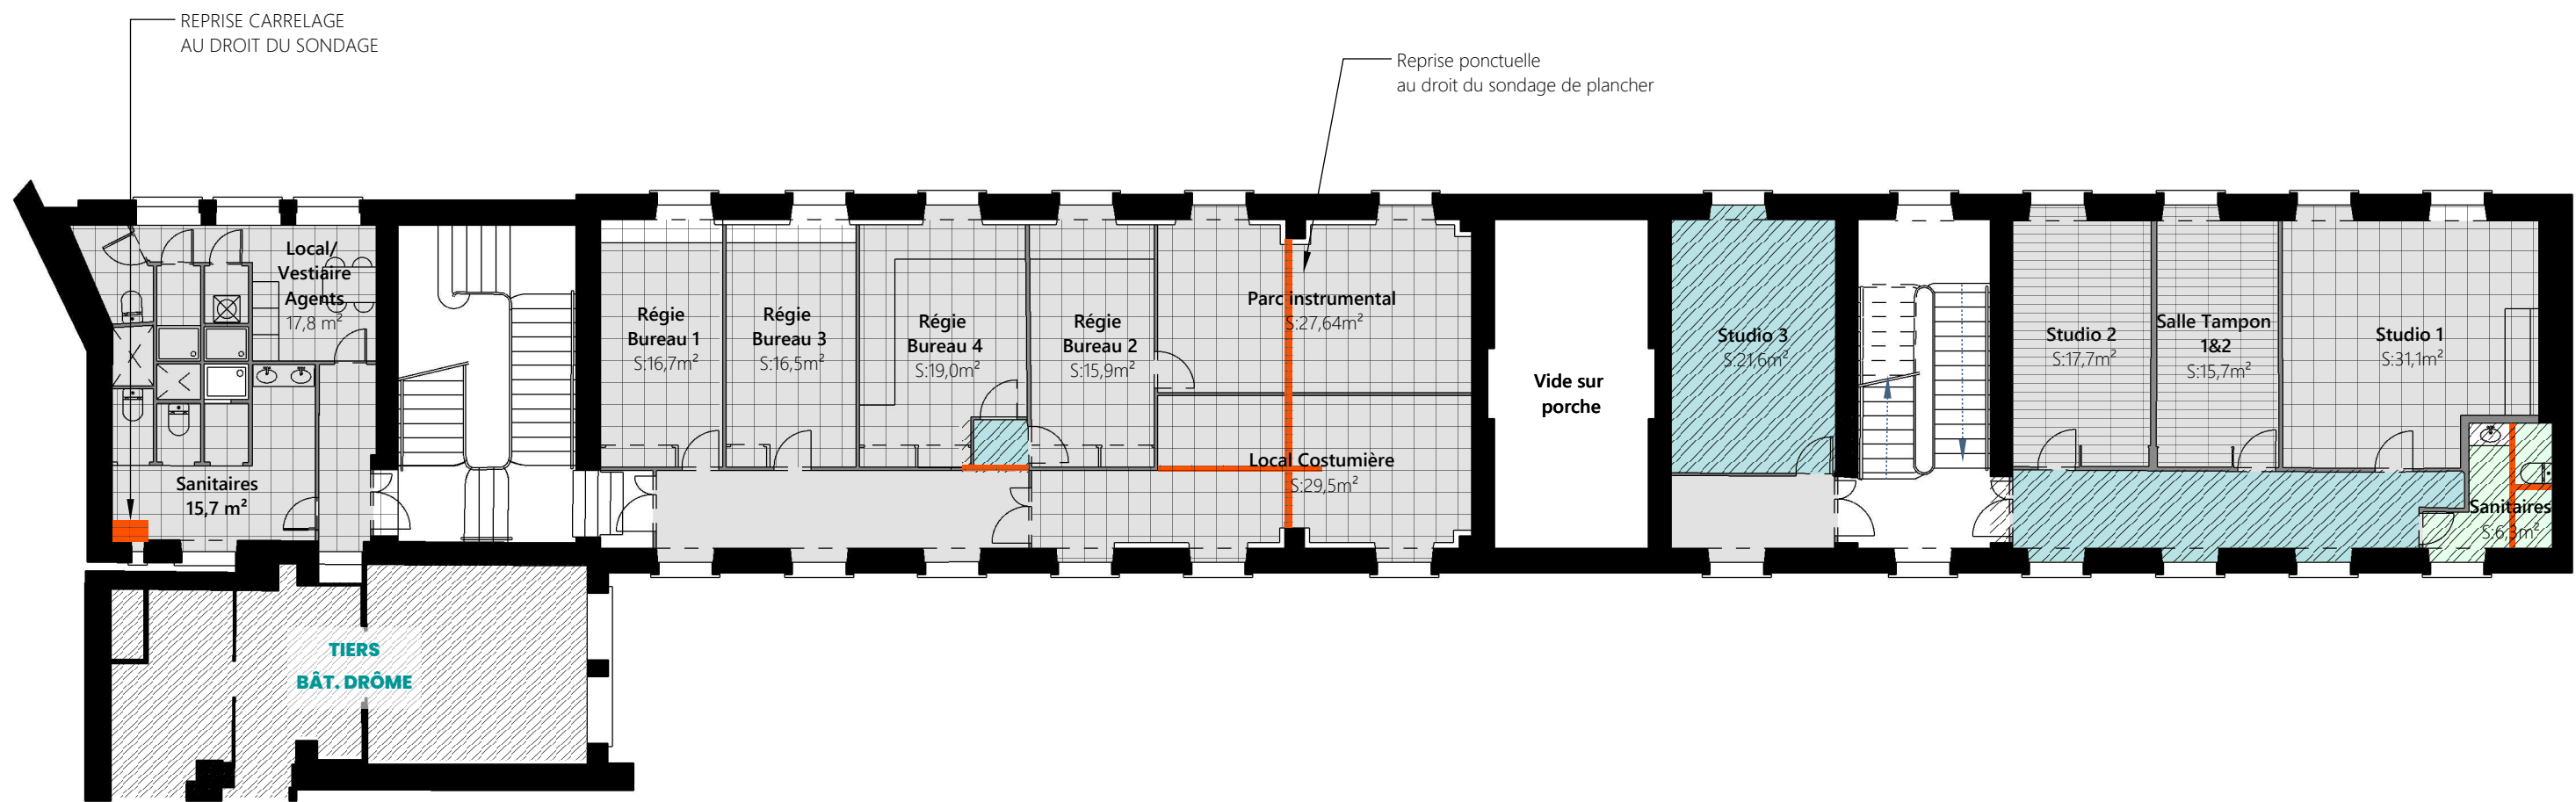 REPRISE CARRELAGE
AU DROIT DU SONDAGE
Reprise ponctuelle
au droit du sondage de plancher
Local/
Vestiaire
Agents
17,8 m²
Sanitaires
15,7 m²
Régie
Bureau 1
S:16,7m²
Régie
Bureau 3
S:16,5m²
Régie
Bureau 4
S:19,0m²
Régie
Bureau 2
S:15,9m²
Parc instrumental
S:27,64m²
Local Costumière
S:29,5m²
Vide sur
porche
Studio 3
S:21,6m²
Studio 2
S:17,7m²
Salle Tampon
1&2
S:15,7m²
Studio 1
S:31,1m²
Sanitaires
S:6,3m²
TIERS
BÂT. DRÔME